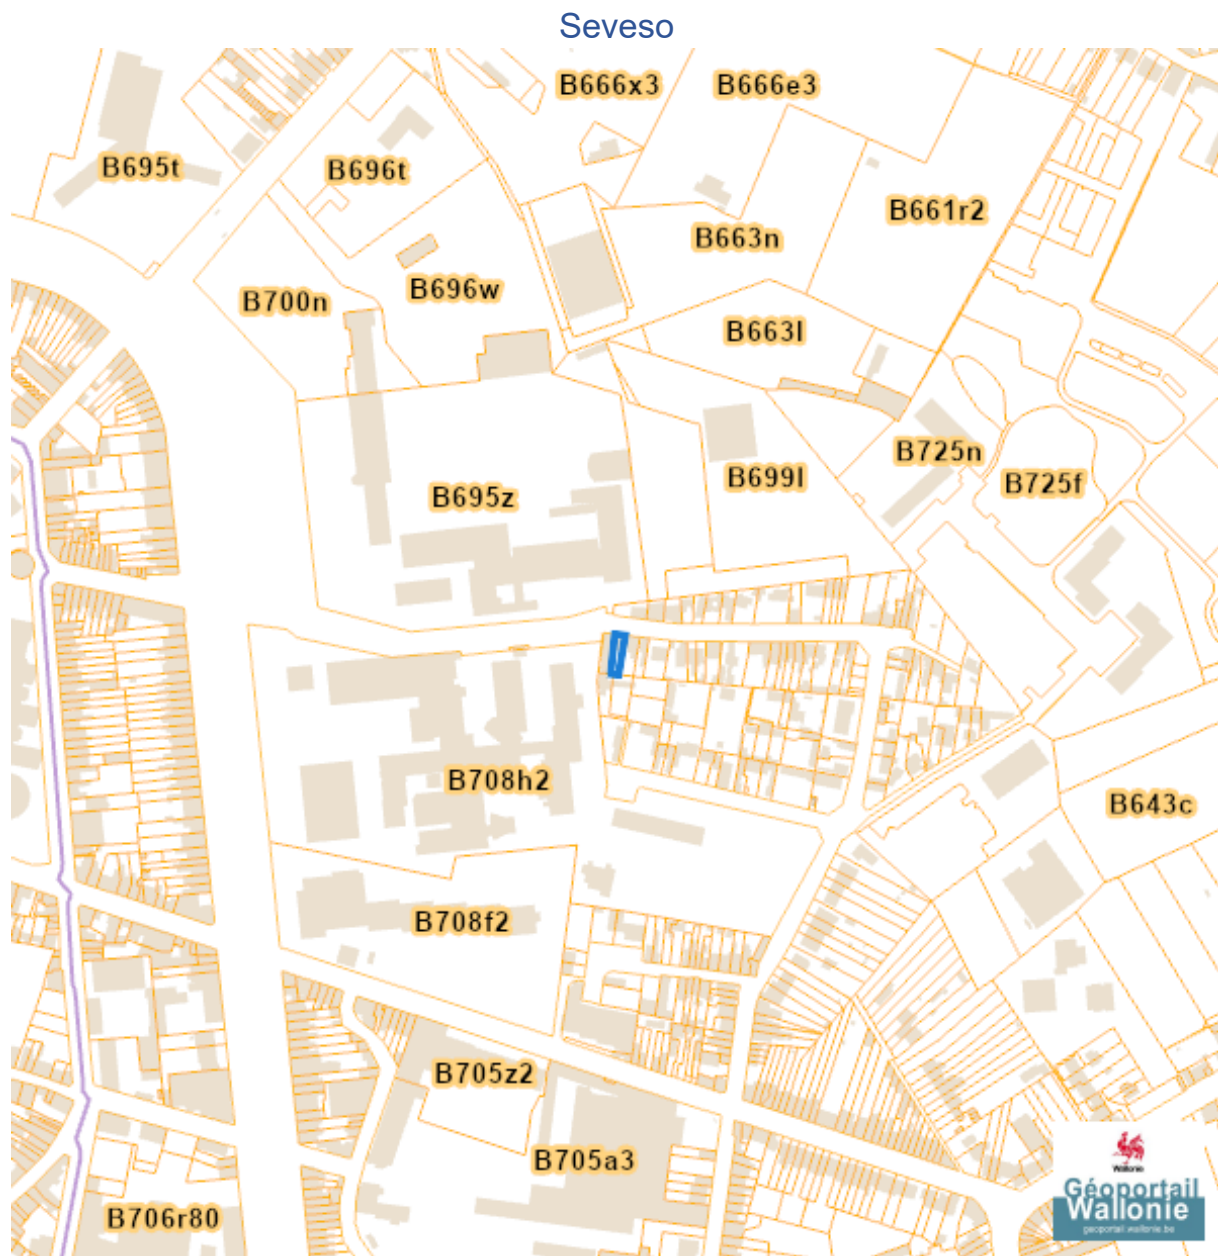 Seveso
B666x3
B666e3
B695t
B696t
B661r2
B663n
B696w
B700n
B663l
B725n
B699l
B725f
B695z
B708h2
B643c
B708f2
B705z2
B705a3
B706r80
Wallonie
Géoportail
Wallonie
geoportail.wallonie.be